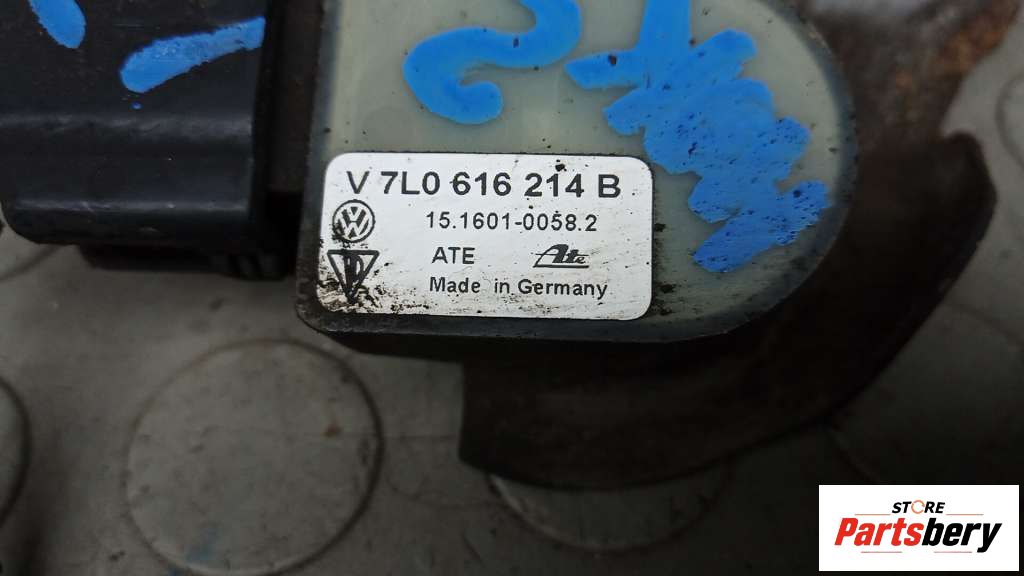 V 7L0 616 214 B
15.1601-0058.2
ATE Ate
Made in Germany
STORE
Partsbery